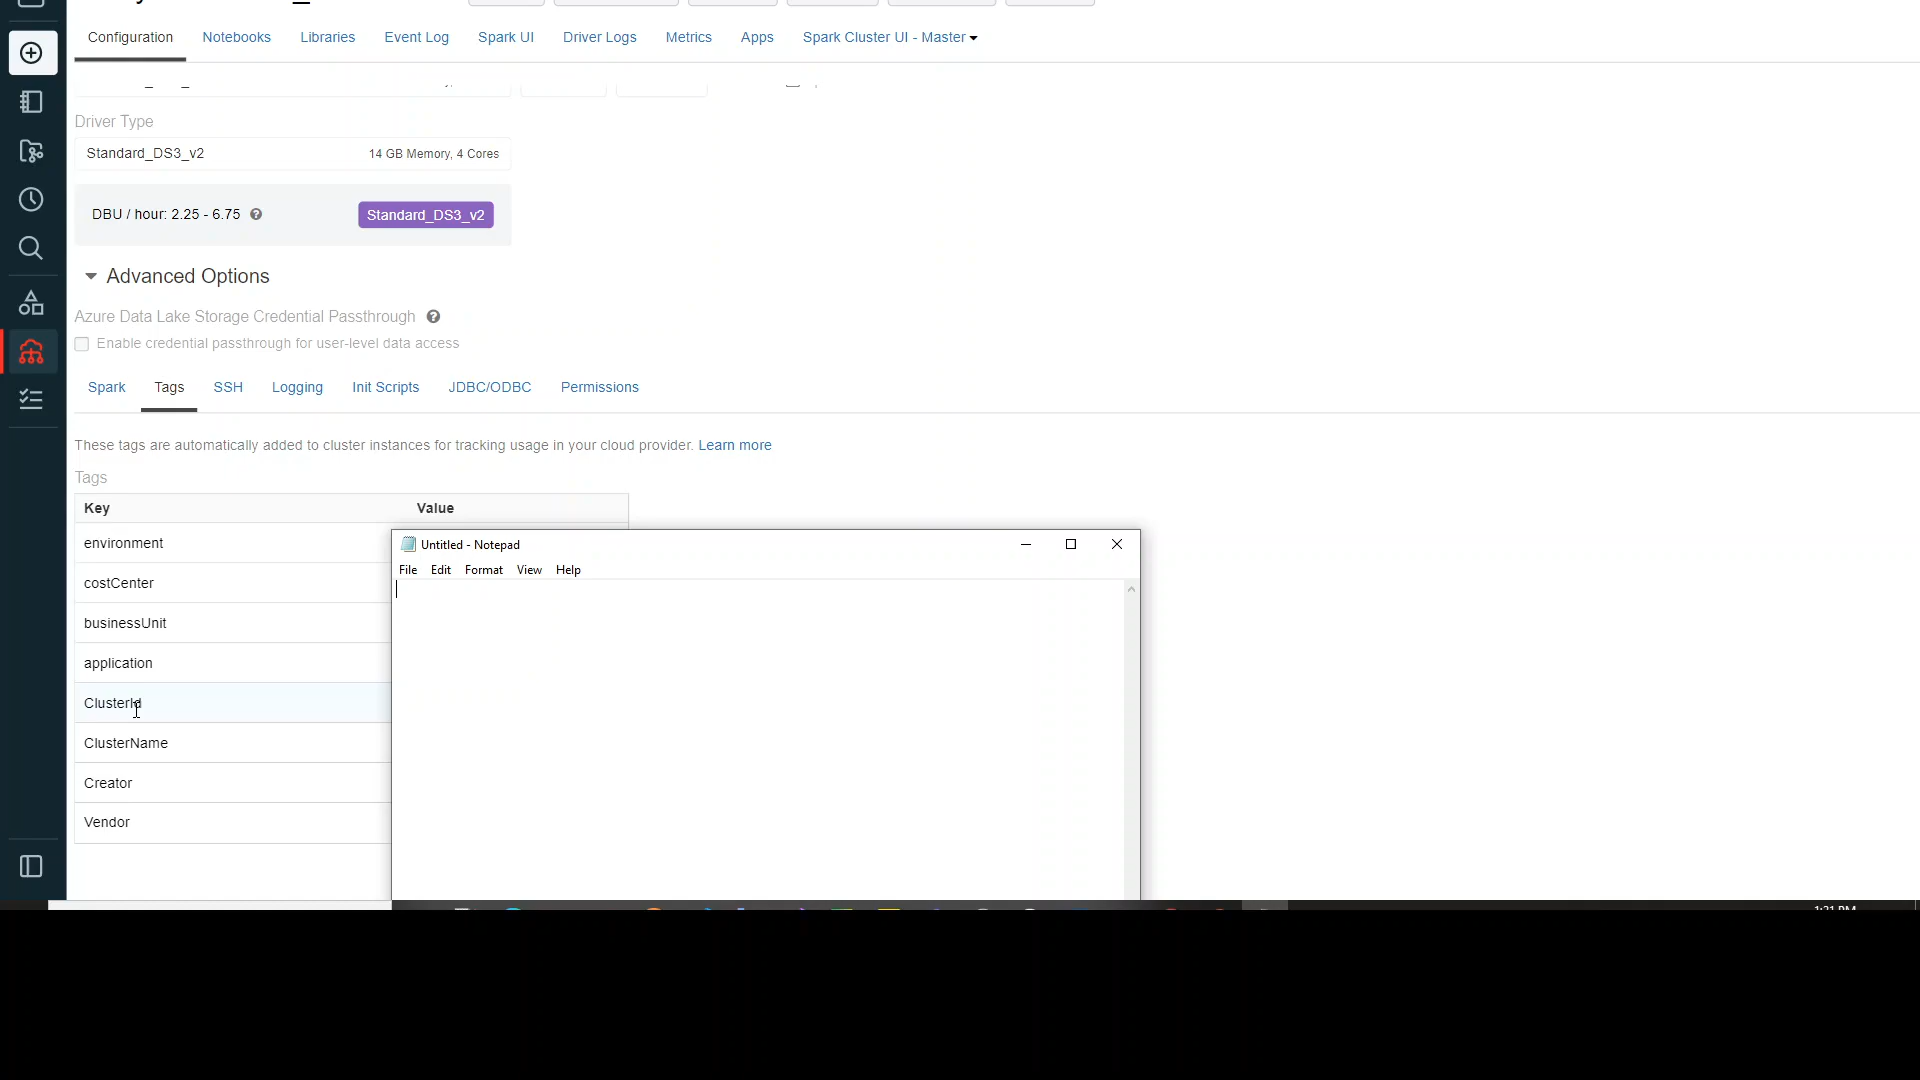 Configuration Notebooks Libraries Event Log Spark UI Driver Logs Metrics Apps Spark Cluster UI - Master
Driver Type
Standard_DS3_v2 14 GB Memory, 4 Cores
DBU / hour: 2.25 - 6.75 Standard_DS3_v2
Advanced Options
Azure Data Lake Storage Credential Passthrough
Enable credential passthrough for user-level data access
Spark Tags SSH Logging Init Scripts JDBC/ODBC Permissions
These tags are automatically added to cluster instances for tracking usage in your cloud provider. Learn more
Tags
Key Value
environment
costCenter
businessUnit
application
ClusterId
ClusterName
Creator
Vendor
Untitled - Notepad
File Edit Format View Help
1:31 PM